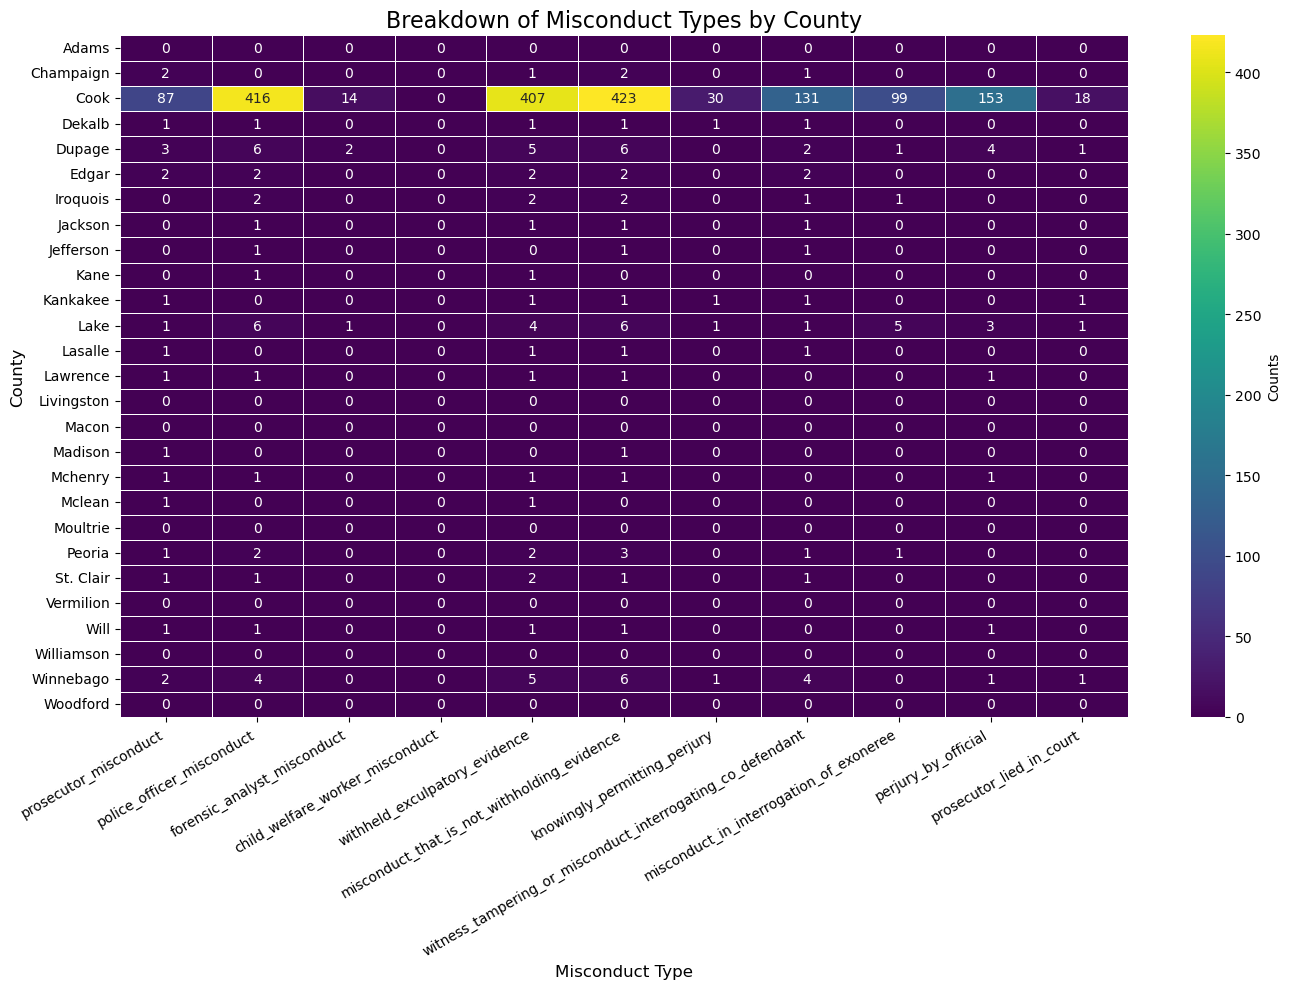 Breakdown of Misconduct Types by County
Adams 0 0 0 0 0 0 0 0 0 0 0
Champaign 2 0 0 0 1 2 0 1 0 0 0
Cook 87 416 14 0 407 423 30 131 99 153 18
Dekalb 1 1 0 0 1 1 1 1 0 0 0
Dupage 3 6 2 0 5 6 0 2 1 4 1
Edgar 2 2 0 0 2 2 0 2 0 0 0
Iroquois 0 2 0 0 2 2 0 1 1 0 0
Jackson 0 1 0 0 1 1 0 1 0 0 0
Jefferson 0 1 0 0 0 1 0 1 0 0 0
Kane 0 1 0 0 1 0 0 0 0 0 0
Kankakee 1 0 0 0 1 1 1 1 0 0 1
Lake 1 6 1 0 4 6 1 1 5 3 1
Lasalle 1 0 0 0 1 1 0 1 0 0 0
Lawrence 1 1 0 0 1 1 0 0 0 1 0
Livingston 0 0 0 0 0 0 0 0 0 0 0
Macon 0 0 0 0 0 0 0 0 0 0 0
Madison 1 0 0 0 0 1 0 0 0 0 0
Mchenry 1 1 0 0 1 1 0 0 0 1 0
Mclean 1 0 0 0 1 0 0 0 0 0 0
Moultrie 0 0 0 0 0 0 0 0 0 0 0
Peoria 1 2 0 0 2 3 0 1 1 0 0
St. Clair 1 1 0 0 2 1 0 1 0 0 0
Vermilion 0 0 0 0 0 0 0 0 0 0 0
Will 1 1 0 0 1 1 0 0 0 1 0
Williamson 0 0 0 0 0 0 0 0 0 0 0
Winnebago 2 4 0 0 5 6 1 4 0 1 1
Woodford 0 0 0 0 0 0 0 0 0 0 0
County
prosecutor_misconduct
police_officer_misconduct
forensic_analyst_misconduct
child_welfare_worker_misconduct
withheld_exculpatory_evidence
misconduct_that_is_not_withholding_evidence
knowingly_permitting_perjury
witness_tampering_or_misconduct_interrogating_co_defendant
misconduct_in_interrogation_of_exoneree
perjury_by_official
prosecutor_lied_in_court
Misconduct Type
400
350
300
250
200
150
100
50
0
Counts